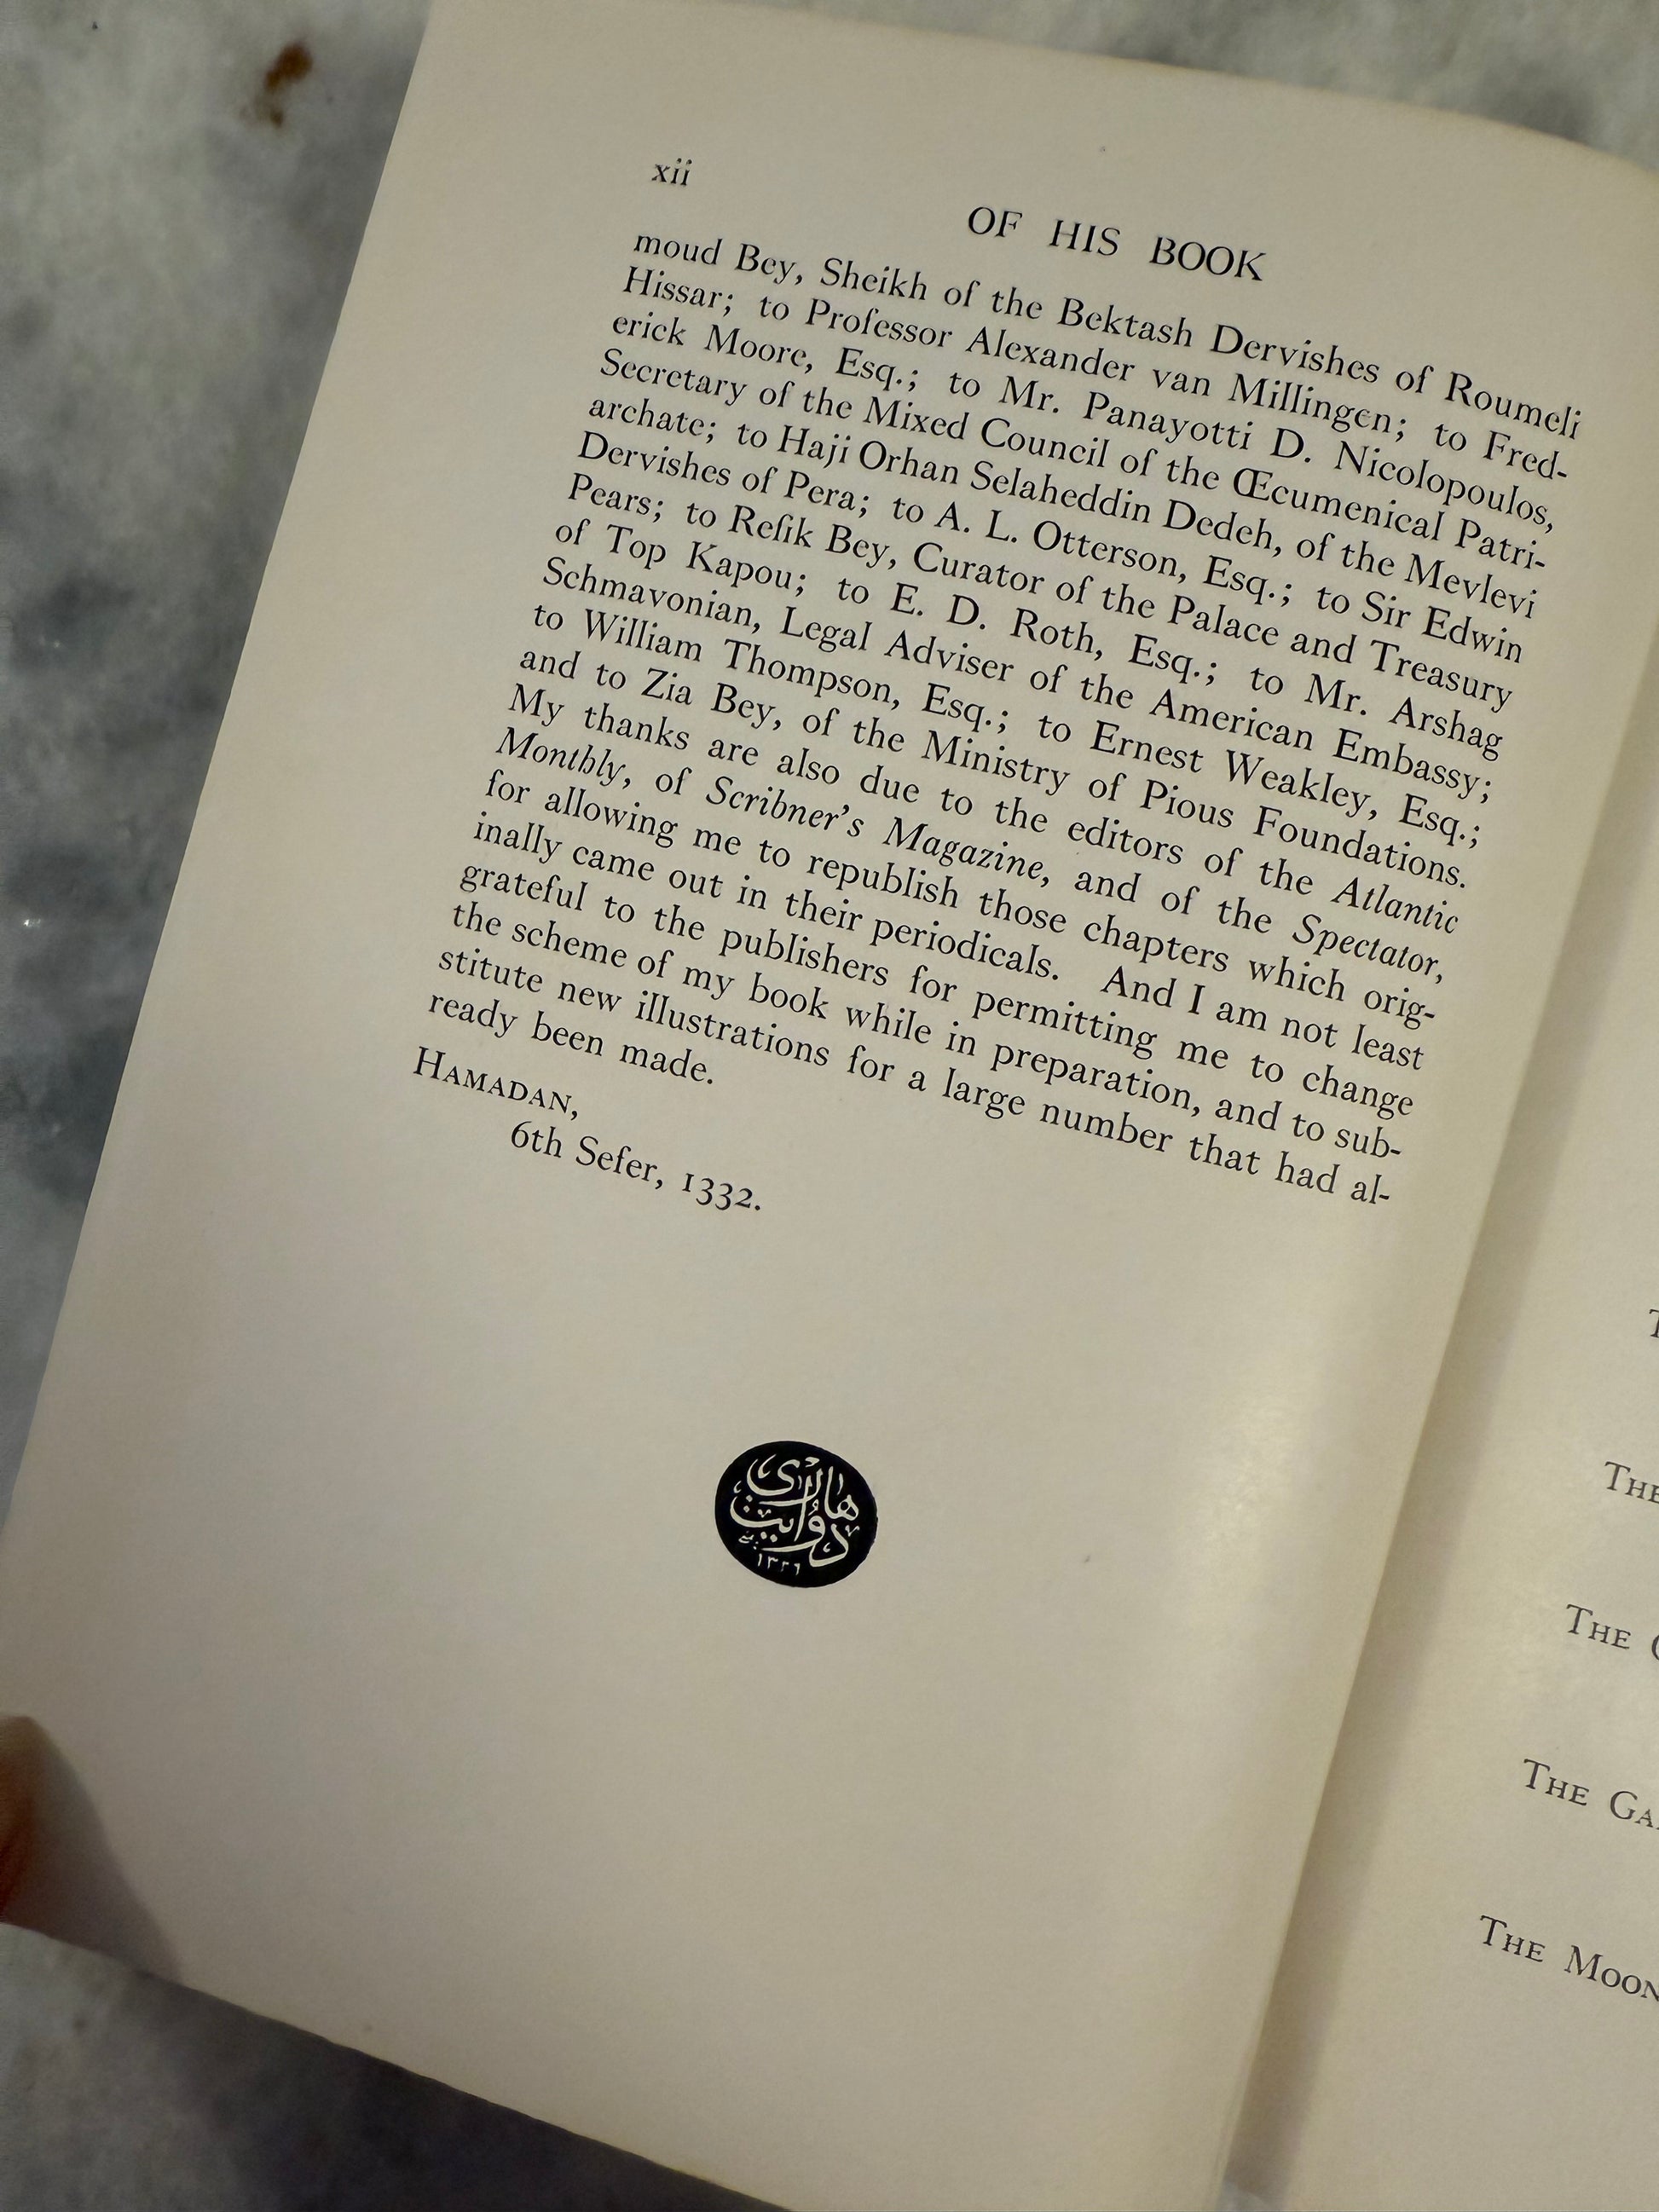 xii
OF HIS BOOK
moud Bey, Sheikh of the Bektash Dervishes of Roumeli
Hissar; to Professor Alexander van Millingen; to Fred-
erick Moore, Esq.; to Mr. Panayotti D. Nicolopoulos,
Secretary of the Mixed Council of the Œcumenical Patri-
archate; to Haji Orhan Selaheddin Dedeh, of the Mevlevi
Dervishes of Pera; to A. L. Otterson, Esq.; to Sir Edwin
Pears; to Refik Bey, Curator of the Palace and Treasury
of Top Kapou; to E. D. Roth, Esq.; to Mr. Arshag
Schmavonian, Legal Adviser of the American Embassy;
to William Thompson, Esq.; to Ernest Weakley, Esq.;
and to Zia Bey, of the Ministry of Pious Foundations.
My thanks are also due to the editors of the Atlantic
Monthly, of Scribner's Magazine, and of the Spectator,
for allowing me to republish those chapters which orig-
inally came out in their periodicals. And I am not least
grateful to the publishers for permitting me to change
the scheme of my book while in preparation, and to sub-
stitute new illustrations for a large number that had al-
ready been made.
HAMADAN,
6th Sefer, 1332.
هاری
دوایت
١٣٢٦
THE
THE
THE